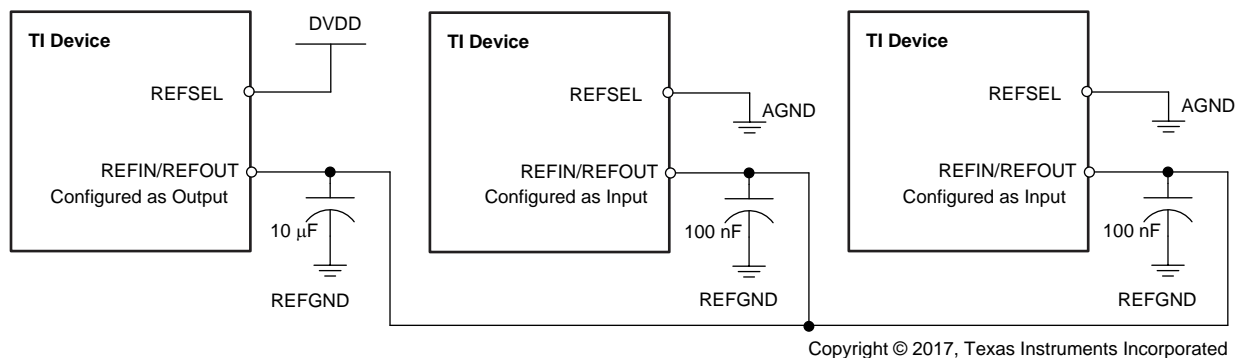 TI Device
DVDD
REFSEL
REFIN/REFOUT
Configured as Output
10 μF
REFGND
TI Device
REFSEL
AGND
REFIN/REFOUT
Configured as Input
100 nF
REFGND
TI Device
REFSEL
AGND
REFIN/REFOUT
Configured as Input
100 nF
REFGND
Copyright © 2017, Texas Instruments Incorporated